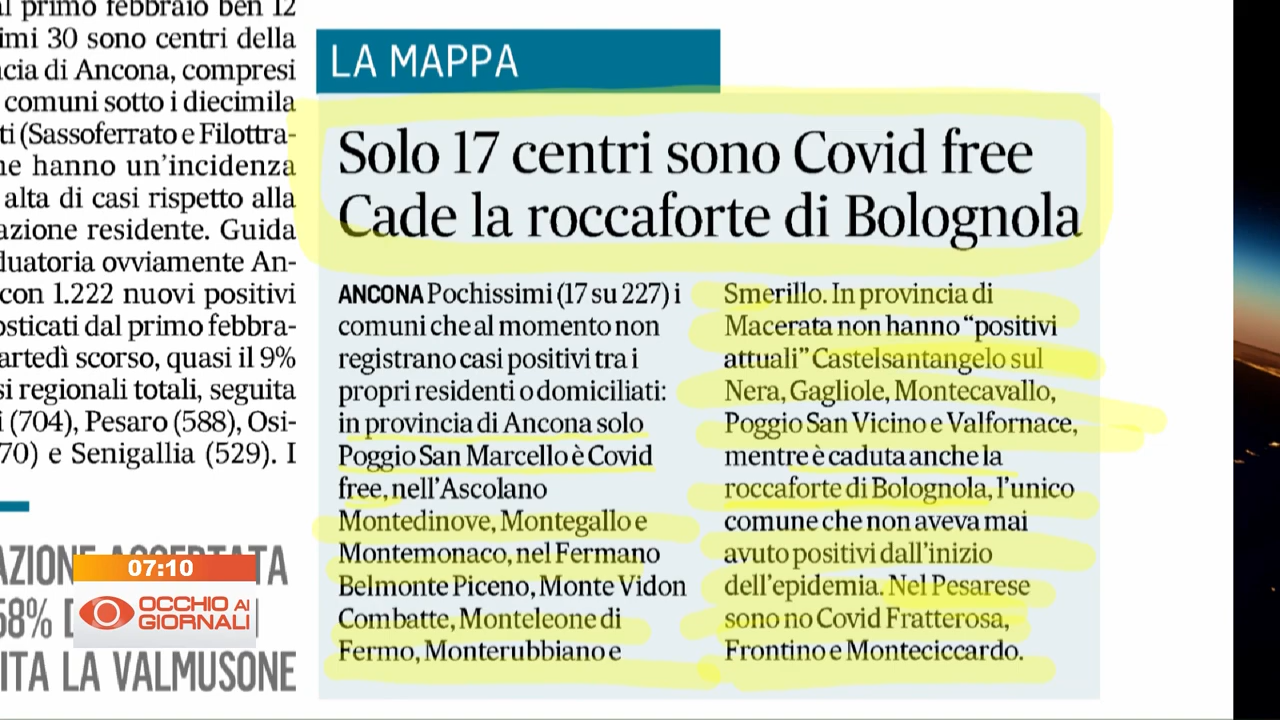 al primo febbraio ben 12
imi 30 sono centri della
ncia di Ancona, compresi
comuni sotto i diecimila
ti (Sassoferrato e Filottra-
ne hanno un'incidenza
alta di casi rispetto alla
azione residente. Guida
duatoria ovviamente An-
con 1.222 nuovi positivi
osticati dal primo febbra-
artedì scorso, quasi il 9%
si regionali totali, seguita
i (704), Pesaro (588), Osi-
70) e Senigallia (529). I
AZIONE ACCERTATA
58% D
ITA LA VALMUSONE
07:10
OCCHIO AI
GIORNALI
LA MAPPA
Solo 17 centri sono Covid free
Cade la roccaforte di Bolognola
ANCONA Pochissimi (17 su 227) i
comuni che al momento non
registrano casi positivi tra i
propri residenti o domiciliati:
in provincia di Ancona solo
Poggio San Marcello è Covid
free, nell'Ascolano
Montedinove, Montegallo e
Montemonaco, nel Fermano
Belmonte Piceno, Monte Vidon
Combatte, Monteleone di
Fermo, Monterubbiano e
Smerillo. In provincia di
Macerata non hanno “positivi
attuali” Castelsantangelo sul
Nera, Gagliole, Montecavallo,
Poggio San Vicino e Valfornace,
mentre è caduta anche la
roccaforte di Bolognola, l'unico
comune che non aveva mai
avuto positivi dall'inizio
dell'epidemia. Nel Pesarese
sono no Covid Fratterosa,
Frontino e Monteciccardo.